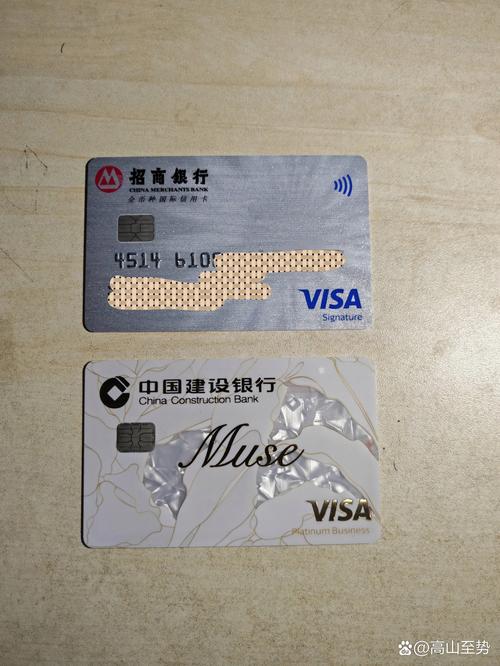 招商银行
CHINA MERCHANTS BANK
全币种国际信用卡
4514 610
VISA
Signature
中国建设银行
China Construction Bank
Muse
VISA
Platinum Business
@高山至势